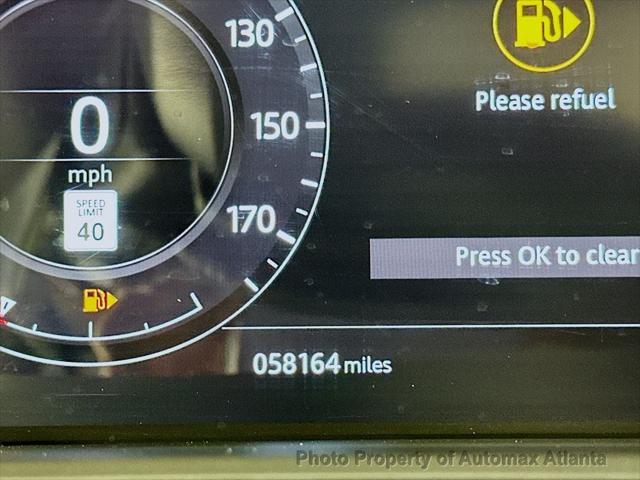 130
Please refuel
0
150
mph
SPEED
LIMIT
40
170
Press OK to clear
058164 miles
Photo Property of Automax Atlanta